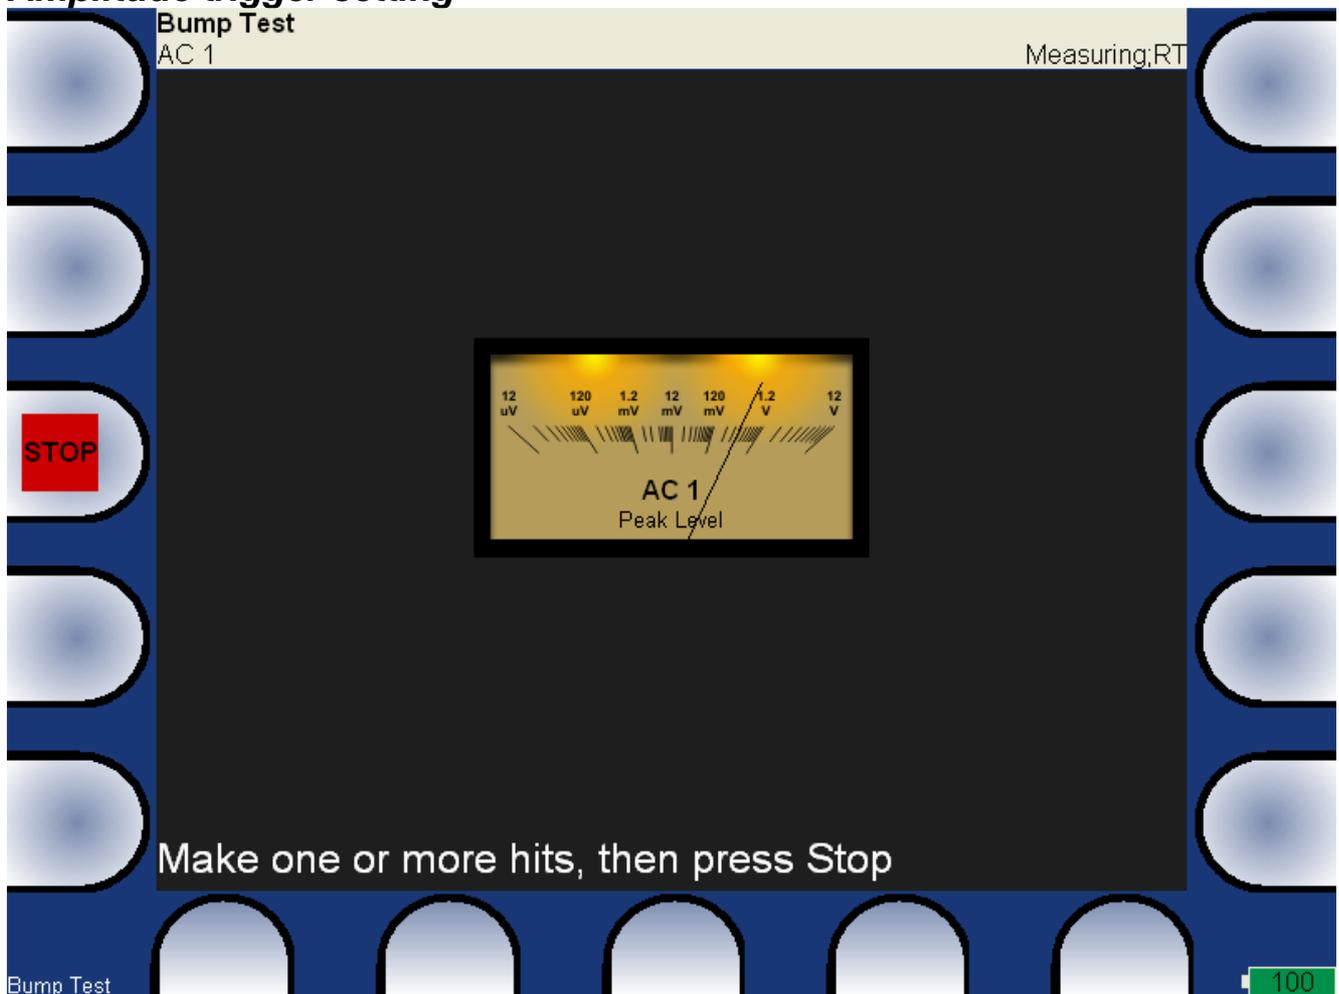 Amplitude trigger setting
Bump Test
AC 1
Measuring;RT
12 120 1.2 12 120 1.2 12
uV uV mV mV mV V V
STOP
AC 1
Peak Level
Make one or more hits, then press Stop
Bump Test
100